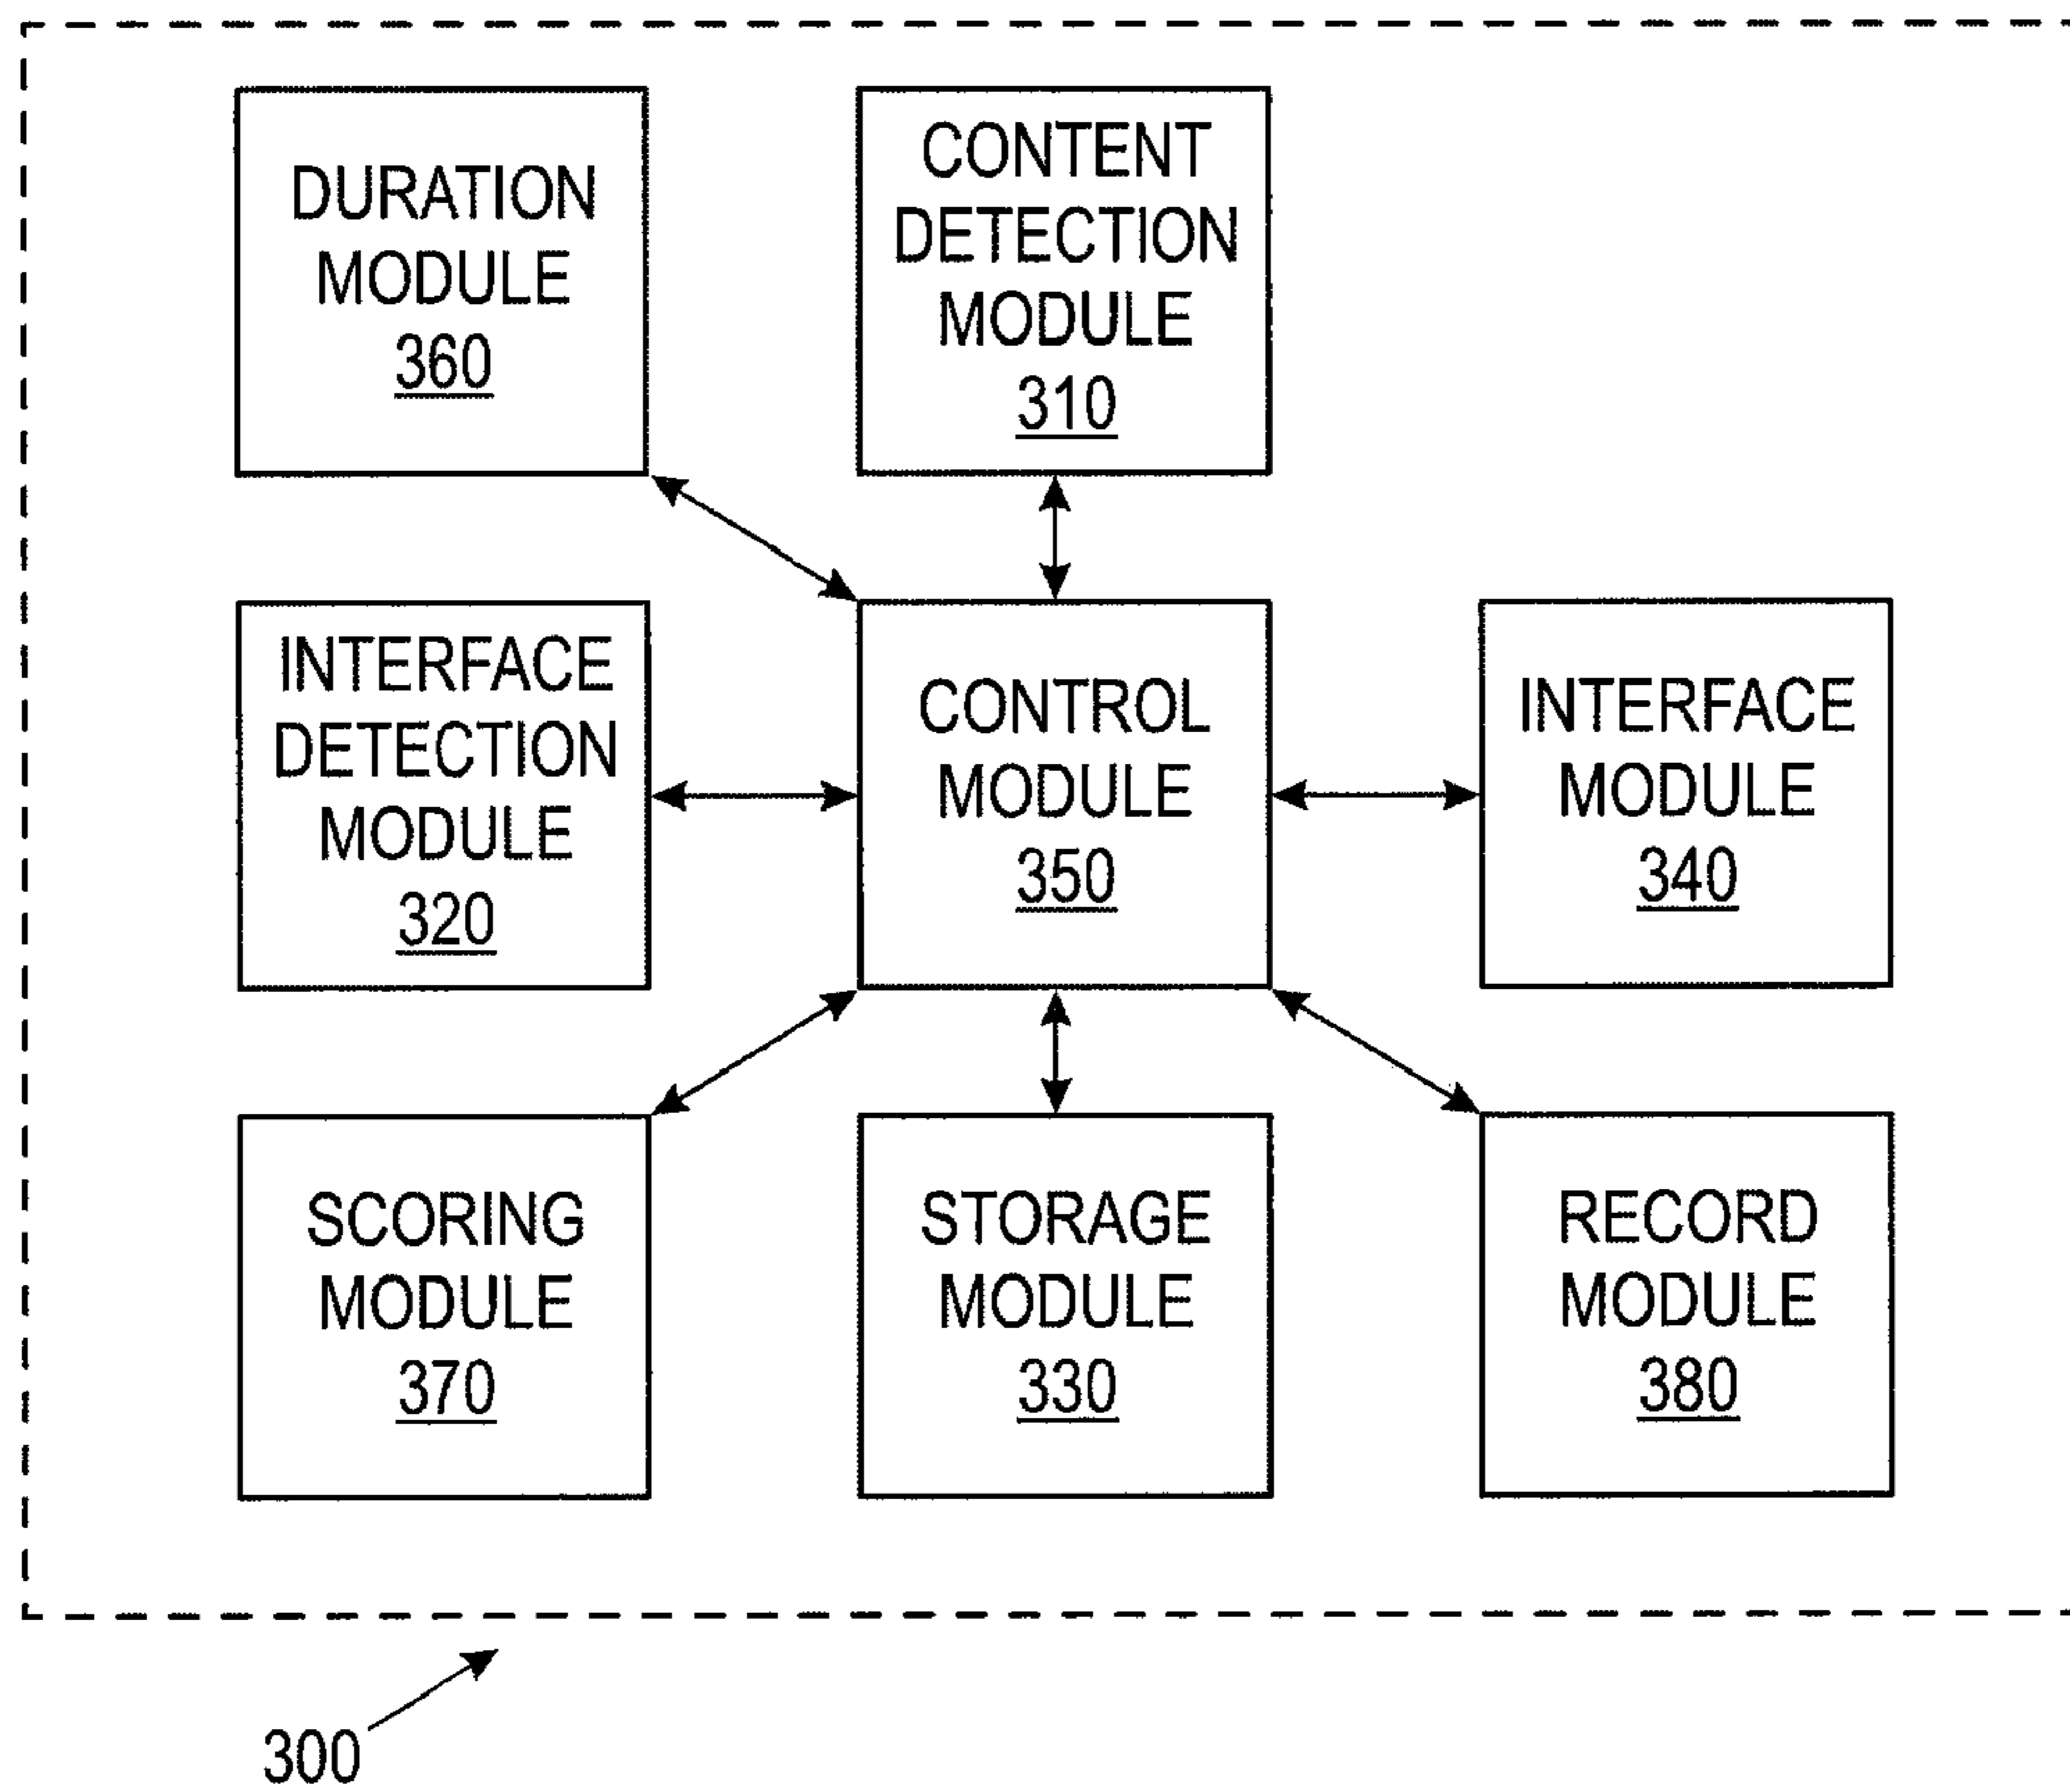 DURATION
MODULE
360
CONTENT
DETECTION
MODULE
310
INTERFACE
DETECTION
MODULE
320
CONTROL
MODULE
350
INTERFACE
MODULE
340
SCORING
MODULE
370
STORAGE
MODULE
330
RECORD
MODULE
380
300